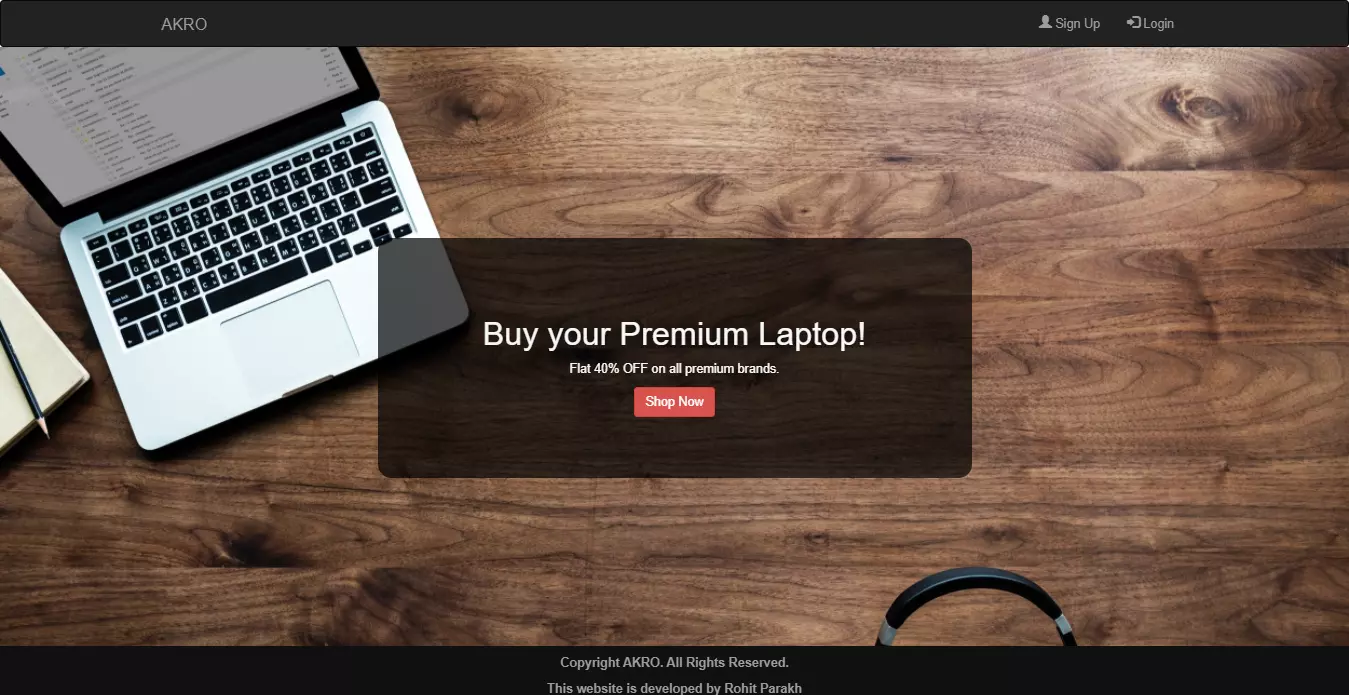 AKRO
Sign Up
Login
Buy your Premium Laptop!
Flat 40% OFF on all premium brands.
Shop Now
Copyright AKRO. All Rights Reserved.
This website is developed by Rohit Parakh